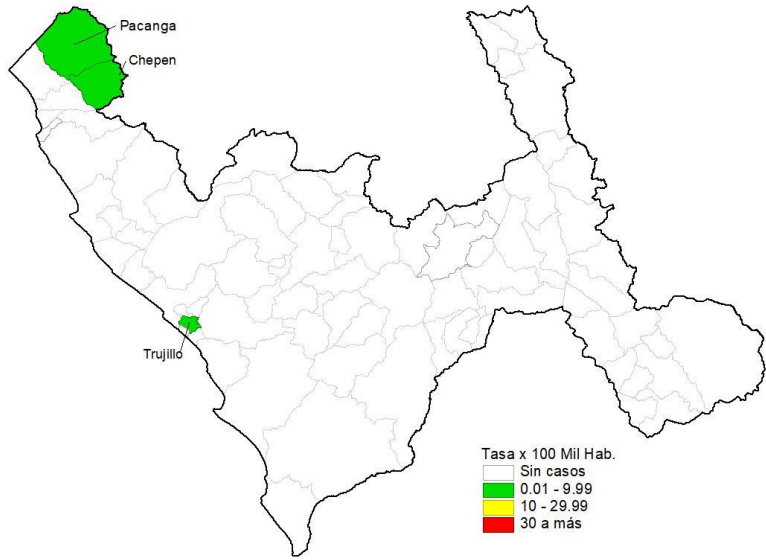 Pacanga
Chepen
Trujillo
Tasa x 100 Mil Hab.
Sin casos
0.01 - 9.99
10 - 29.99
30 a más